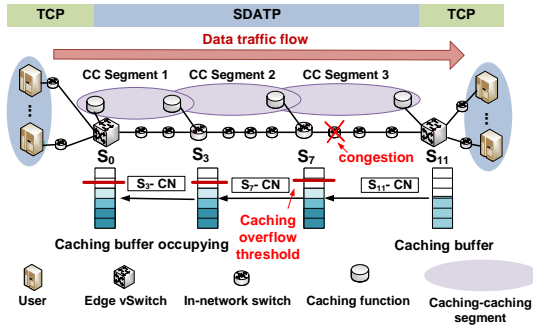 TCP SDATP TCP
Data traffic flow
CC Segment 1 CC Segment 2 CC Segment 3
S0 S3 S7 congestion S11
S3- CN S7- CN S11- CN
Caching
overflow
threshold
Caching buffer occupying Caching buffer
User Edge vSwitch In-network switch Caching function Caching-caching
segment